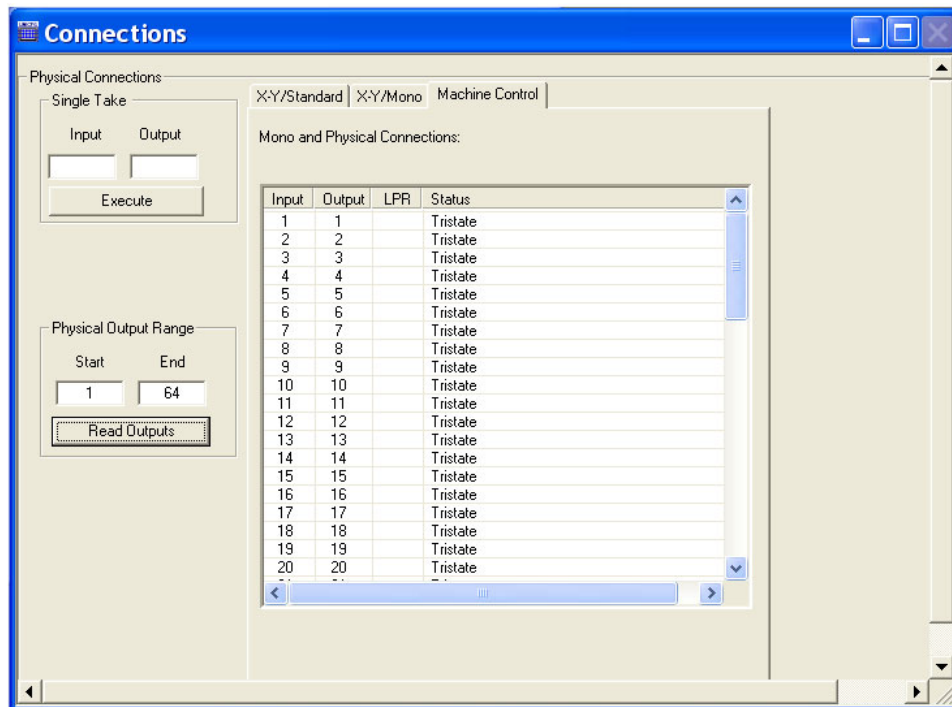 Connections
Physical Connections
Single Take
Input Output
Execute
Physical Output Range
Start End
1 64
Read Outputs
X-Y/Standard X-Y/Mono Machine Control
Mono and Physical Connections:
Input Output LPR Status
1 1 Tristate
2 2 Tristate
3 3 Tristate
4 4 Tristate
5 5 Tristate
6 6 Tristate
7 7 Tristate
8 8 Tristate
9 9 Tristate
10 10 Tristate
11 11 Tristate
12 12 Tristate
13 13 Tristate
14 14 Tristate
15 15 Tristate
16 16 Tristate
17 17 Tristate
18 18 Tristate
19 19 Tristate
20 20 Tristate